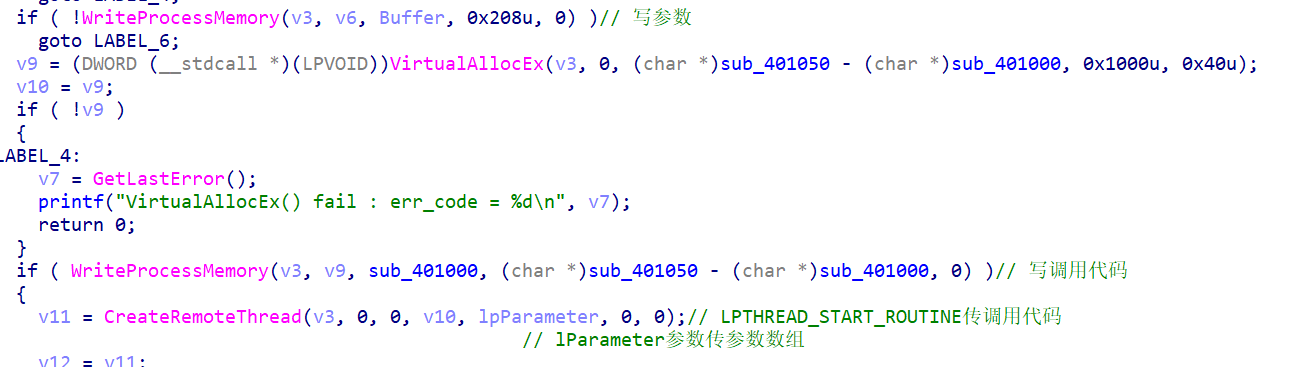 goto LABEL_4;
if ( !WriteProcessMemory(v3, v6, Buffer, 0x208u, 0) )// 写参数
goto LABEL_6;
v9 = (DWORD (__stdcall *)(LPVOID))VirtualAllocEx(v3, 0, (char *)sub_401050 - (char *)sub_401000, 0x1000u, 0x40u);
v10 = v9;
if ( !v9 )
{
LABEL_4:
v7 = GetLastError();
printf("VirtualAllocEx() fail : err_code = %d\n", v7);
return 0;
}
if ( WriteProcessMemory(v3, v9, sub_401000, (char *)sub_401050 - (char *)sub_401000, 0) )// 写调用代码
{
v11 = CreateRemoteThread(v3, 0, 0, v10, lpParameter, 0, 0);// LPTHREAD_START_ROUTINE传调用代码
// lParameter参数传参数数组
v12 = v11;